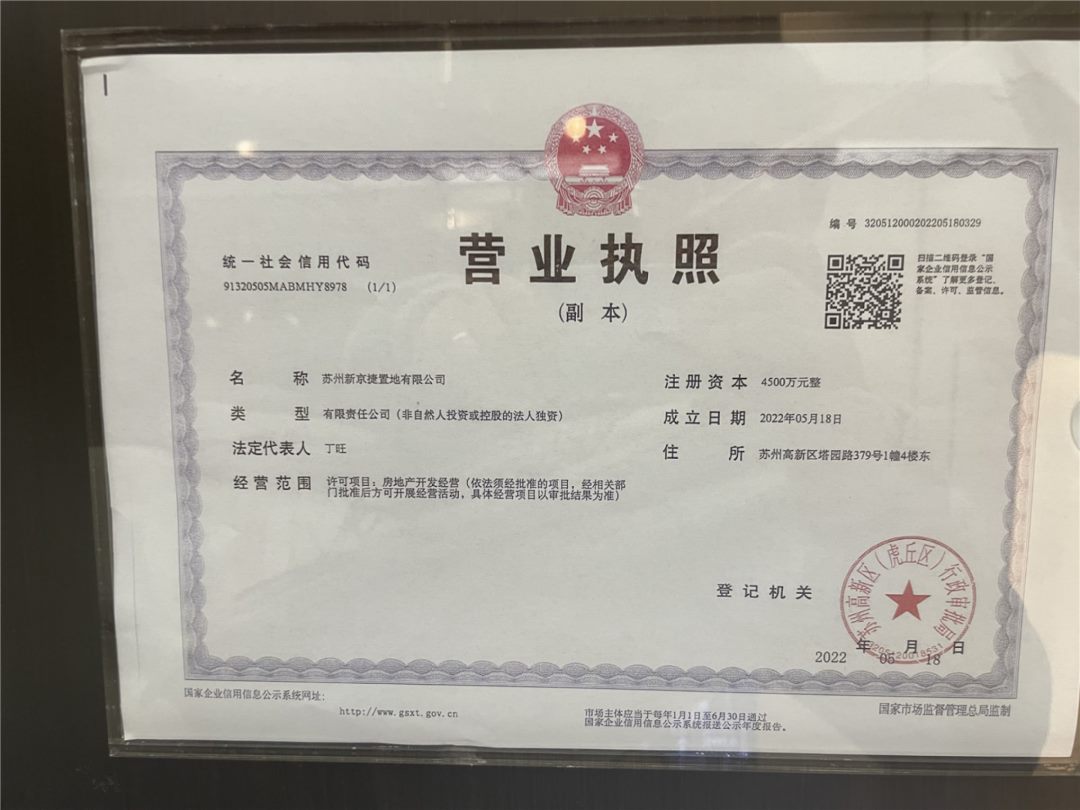 编 号 320512000202205180329
统一社会信用代码
91320505MABMHY8978 (1/1)
营业执照
(副 本)
扫描二维码登录“国
家企业信用信息公示
系统”了解更多登记、
备案、许可、监管信息。
名 称 苏州新京捷置地有限公司
类 型 有限责任公司（非自然人投资或控股的法人独资）
法定代表人 丁旺
经营范围 许可项目：房地产开发经营（依法须经批准的项目，经相关部
门批准后方可开展经营活动，具体经营项目以审批结果为准）
注册资本 4500万元整
成立日期 2022年05月18日
住 所 苏州高新区塔园路379号1幢4楼东
登记机关
苏州高新区（虎丘区）行政审批局
2022 年 05 月 18 日
国家企业信用信息公示系统网址：
http://www.gsxt.gov.cn
市场主体应当于每年1月1日至6月30日通过
国家企业信用信息公示系统报送公示年度报告。
国家市场监督管理总局监制